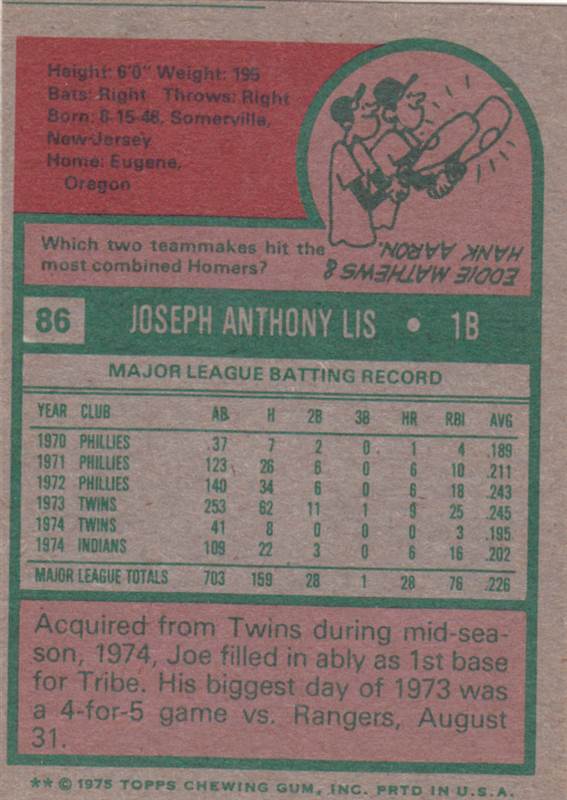 Height: 6'0" Weight: 195
Bats: Right Throws: Right
Born: 8-15-46, Somerville,
New Jersey
Home: Eugene,
Oregon
Which two teammakes hit the
most combined Homers?
EDDIE MATHEWS &
HANK AARON.
86 JOSEPH ANTHONY LIS • 1B
MAJOR LEAGUE BATTING RECORD
YEAR CLUB AB H 2B 3B HR RBI AVG
1970 PHILLIES 37 7 2 0 1 4 .189
1971 PHILLIES 123 26 6 0 6 10 .211
1972 PHILLIES 140 34 6 0 6 18 .243
1973 TWINS 253 62 11 1 9 25 .245
1974 TWINS 41 8 0 0 0 3 .195
1974 INDIANS 109 22 3 0 6 16 .202
MAJOR LEAGUE TOTALS 703 159 28 1 28 76 .226
Acquired from Twins during mid-sea-
son, 1974, Joe filled in ably as 1st base
for Tribe. His biggest day of 1973 was
a 4-for-5 game vs. Rangers, August
31.
** © 1975 TOPPS CHEWING GUM, INC. PRTD IN U.S.A.